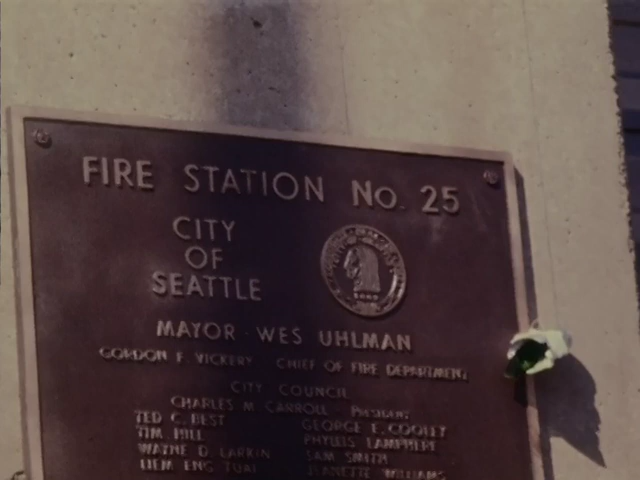 FIRE STATION No. 25
CITY
OF
SEATTLE
MAYOR WES UHLMAN
GORDON F. VICKERY CHIEF OF FIRE DEPARTMENT
CITY COUNCIL
CHARLES M. CARROLL - PRESIDENT
TED C. BEST GEORGE E. COOLEY
TIM HILL PHYLLIS LAMPHERE
WAYNE D. LARKIN SAM SMITH
LIEM ENG TUAI JEANETTE WILLIAMS